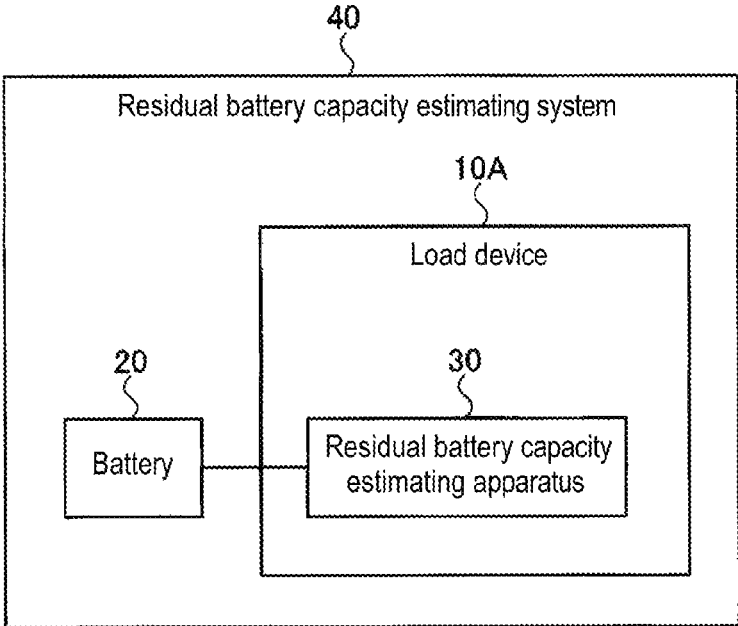 40
Residual battery capacity estimating system
10A
Load device
20
30
Battery
Residual battery capacity
estimating apparatus